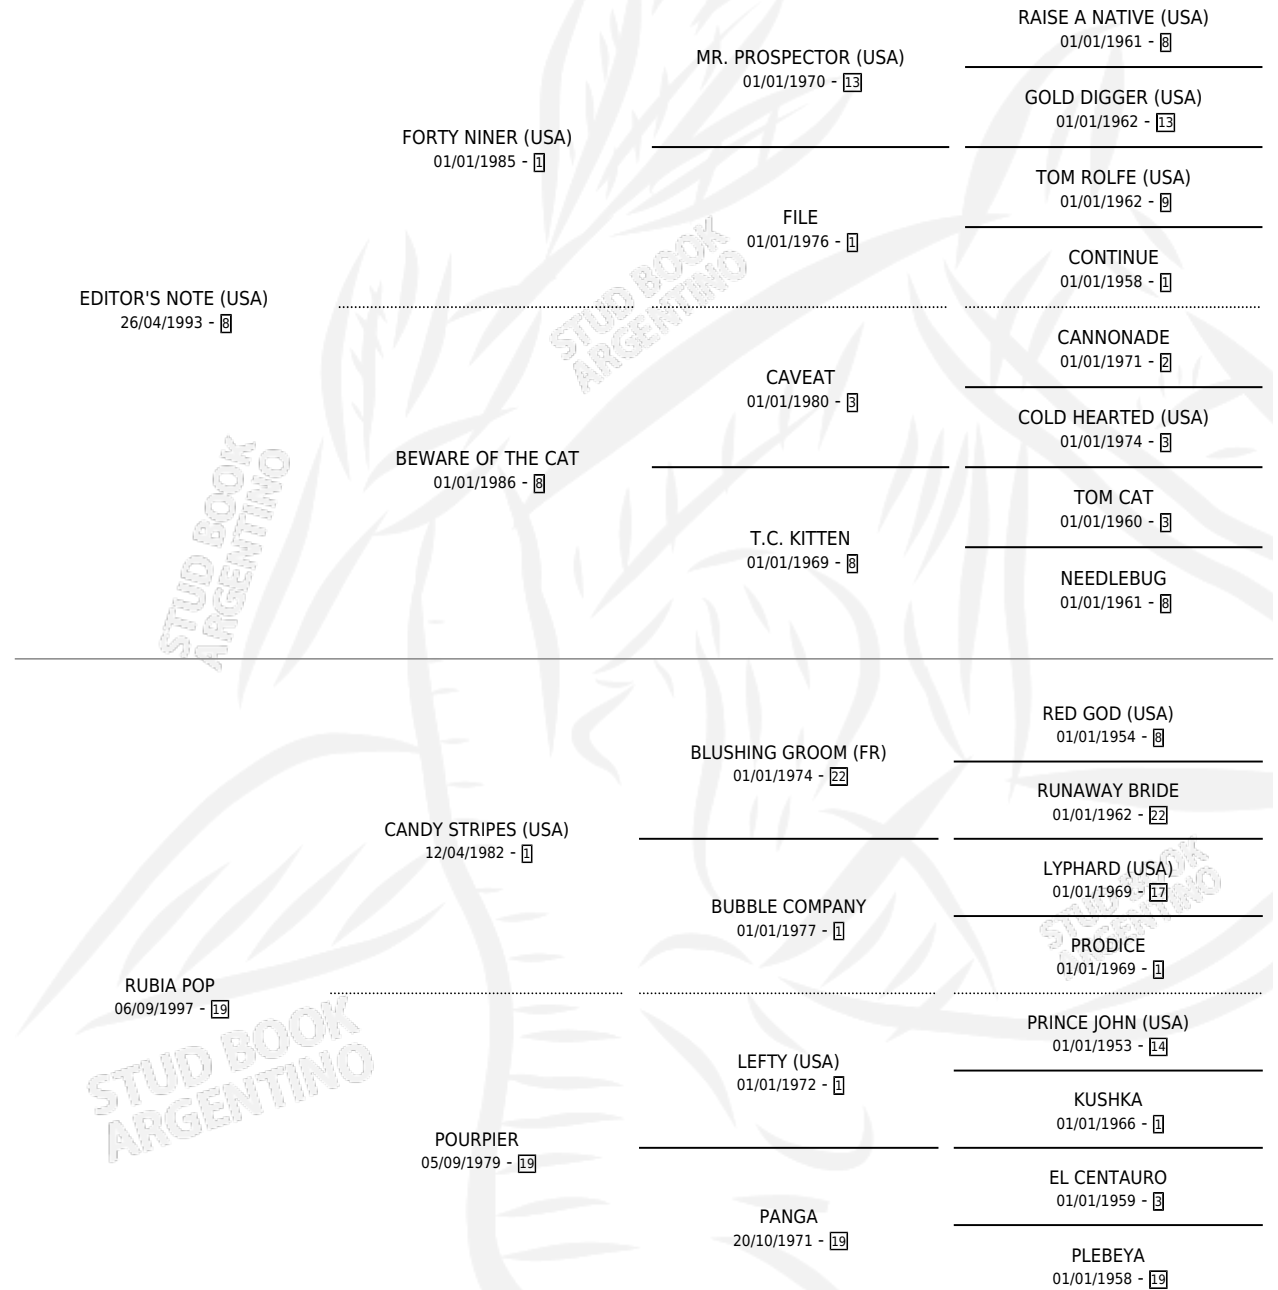 RAISE A NATIVE (USA)
01/01/1961 - 8
MR. PROSPECTOR (USA)
01/01/1970 - 13
GOLD DIGGER (USA)
01/01/1962 - 13
FORTY NINER (USA)
01/01/1985 - 1
TOM ROLFE (USA)
01/01/1962 - 9
FILE
01/01/1976 - 1
CONTINUE
01/01/1958 - 1
EDITOR'S NOTE (USA)
26/04/1993 - 8
CANNONADE
01/01/1971 - 2
CAVEAT
01/01/1980 - 3
COLD HEARTED (USA)
01/01/1974 - 3
BEWARE OF THE CAT
01/01/1986 - 8
TOM CAT
01/01/1960 - 3
T.C. KITTEN
01/01/1969 - 8
NEEDLEBUG
01/01/1961 - 8
RED GOD (USA)
01/01/1954 - 8
BLUSHING GROOM (FR)
01/01/1974 - 22
RUNAWAY BRIDE
01/01/1962 - 22
CANDY STRIPES (USA)
12/04/1982 - 1
LYPHARD (USA)
01/01/1969 - 17
BUBBLE COMPANY
01/01/1977 - 1
PRODICE
01/01/1969 - 1
RUBIA POP
06/09/1997 - 19
PRINCE JOHN (USA)
01/01/1953 - 14
LEFTY (USA)
01/01/1972 - 1
KUSHKA
01/01/1966 - 1
POURPIER
05/09/1979 - 19
EL CENTAURO
01/01/1959 - 3
PANGA
20/10/1971 - 19
PLEBEYA
01/01/1958 - 19
STUD BOOK
ARGENTINO
STUD BOOK
ARGENTINO
STUD BOOK
ARGENTINO
STUD BOOK
ARGENTINO